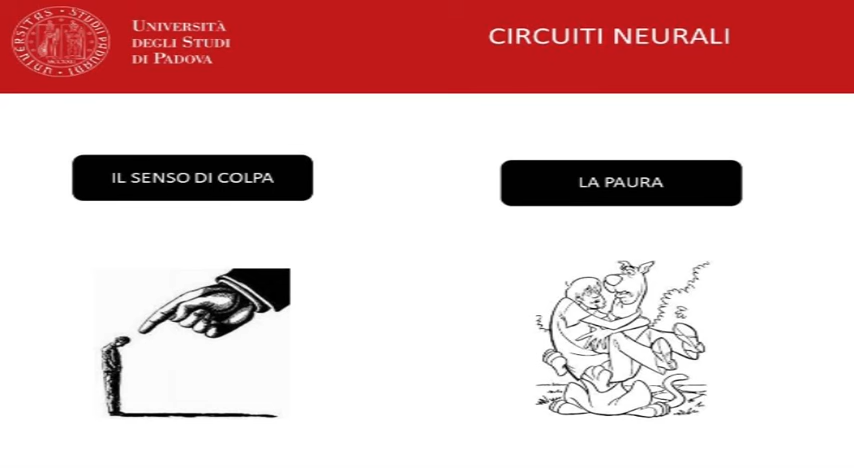 UNIVERSITÀ
DEGLI STUDI
DI PADOVA
CIRCUITI NEURALI
IL SENSO DI COLPA
LA PAURA